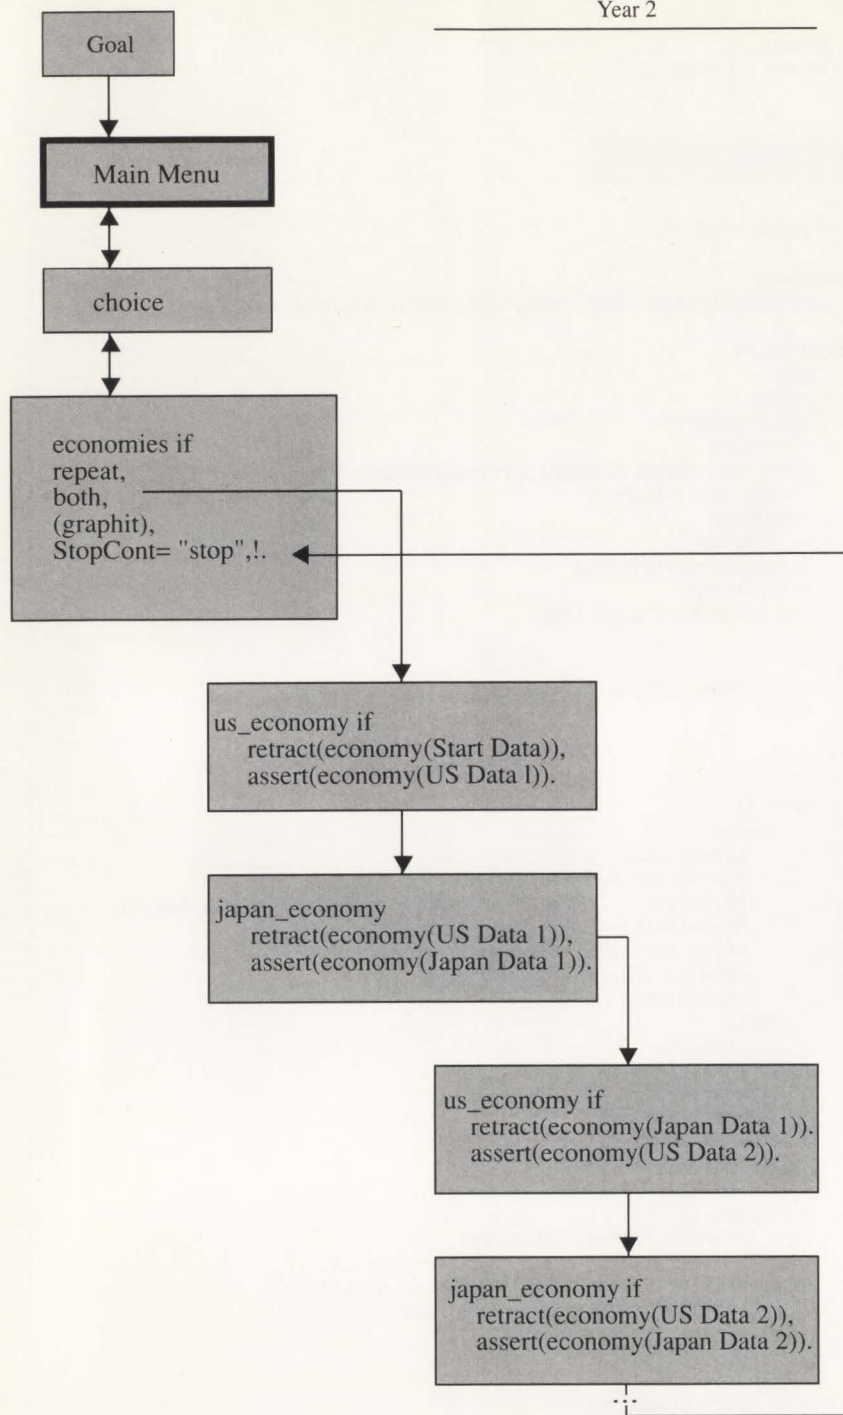 Year 2
Goal
Main Menu
choice
economies if
repeat,
both,
(graphit),
StopCont= "stop",!.
us_economy if
retract(economy(Start Data)),
assert(economy(US Data l)).
japan_economy
retract(economy(US Data 1)),
assert(economy(Japan Data 1)).
us_economy if
retract(economy(Japan Data 1)).
assert(economy(US Data 2)).
japan_economy if
retract(economy(US Data 2)),
assert(economy(Japan Data 2)).